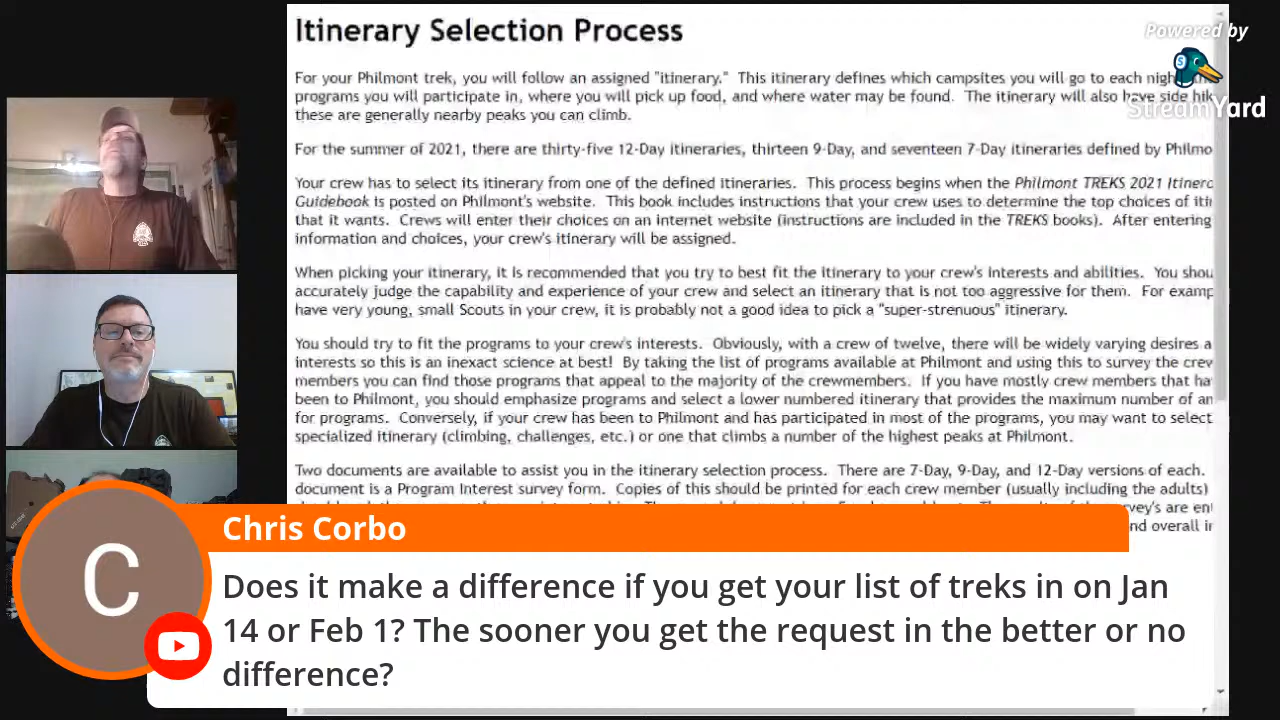 Itinerary Selection Process
Powered by
StreamYard
For your Philmont trek, you will follow an assigned "itinerary." This itinerary defines which campsites you will go to each
programs you will participate in, where you will pick up food, and where water may be found. The itinerary will also have side
these are generally nearby peaks you can climb.
For the summer of 2021, there are thirty-five 12-Day itineraries, thirteen 9-Day, and seventeen 7-Day itineraries defined by
Your crew has to select its itinerary from one of the defined itineraries. This process begins when the Philmont TREKS 2021
Guidebook is posted on Philmont's website. This book includes instructions that your crew uses to determine the top choices of
that it wants. Crews will enter their choices on an internet website (instructions are included in the TREKS books). After entering
information and choices, your crew's itinerary will be assigned.
When picking your itinerary, it is recommended that you try to best fit the itinerary to your crew's interests and abilities. You
accurately judge the capability and experience of your crew and select an itinerary that is not too aggressive for them. For
have very young, small Scouts in your crew, it is probably not a good idea to pick a "super-strenuous" itinerary.
You should try to fit the programs to your crew's interests. Obviously, with a crew of twelve, there will be widely varying desires
interests so this is an inexact science at best! By taking the list of programs available at Philmont and using this to survey the
members you can find those programs that appeal to the majority of the crewmembers. If you have mostly crew members that
been to Philmont, you should emphasize programs and select a lower numbered itinerary that provides the maximum number of
for programs. Conversely, if your crew has been to Philmont and has participated in most of the programs, you may want to select
specialized itinerary (climbing, challenges, etc.) or one that climbs a number of the highest peaks at Philmont.
Two documents are available to assist you in the itinerary selection process. There are 7-Day, 9-Day, and 12-Day versions of each.
document is a Program Interest survey form. Copies of this should be printed for each crew member (usually including the adults)
and overall
C
Chris Corbo
Does it make a difference if you get your list of treks in on Jan
14 or Feb 1? The sooner you get the request in the better or no
difference?